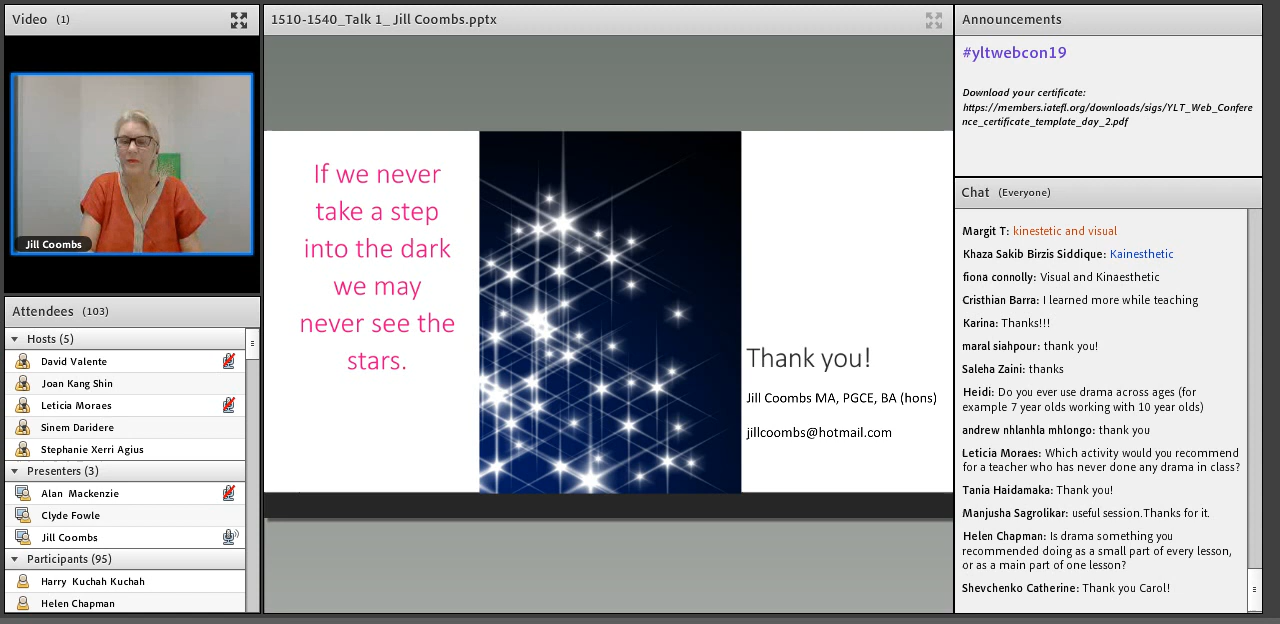 Video (1)
Jill Coombs
Attendees (103)
Hosts (5)
David Valente
Joan Kang Shin
Leticia Moraes
Sinem Daridere
Stephanie Xerri Agius
Presenters (3)
Alan Mackenzie
Clyde Fowle
Jill Coombs
Participants (95)
Harry Kuchah Kuchah
Helen Chapman
1510-1540_Talk 1_ Jill Coombs.pptx
If we never
take a step
into the dark
we may
never see the
stars.
Thank you!
Jill Coombs MA, PGCE, BA (hons)
jillcoombs@hotmail.com
Announcements
#yltwebcon19
Download your certificate:
https://members.iatefl.org/downloads/sigs/YLT_Web_Confere
nce_certificate_template_day_2.pdf
Chat (Everyone)
Margit T: kinestetic and visual
Khaza Sakib Birzis Siddique: Kainesthetic
fiona connolly: Visual and Kinaesthetic
Cristhian Barra: I learned more while teaching
Karina: Thanks!!!
maral siahpour: thank you!
Saleha Zaini: thanks
Heidi: Do you ever use drama across ages (for
example 7 year olds working with 10 year olds)
andrew nhlanhla mhlongo: thank you
Leticia Moraes: Which activity would you recommend
for a teacher who has never done any drama in class?
Tania Haidamaka: Thank you!
Manjusha Sagrolikar: useful session.Thanks for it.
Helen Chapman: Is drama something you
recommended doing as a small part of every lesson,
or as a main part of one lesson?
Shevchenko Catherine: Thank you Carol!